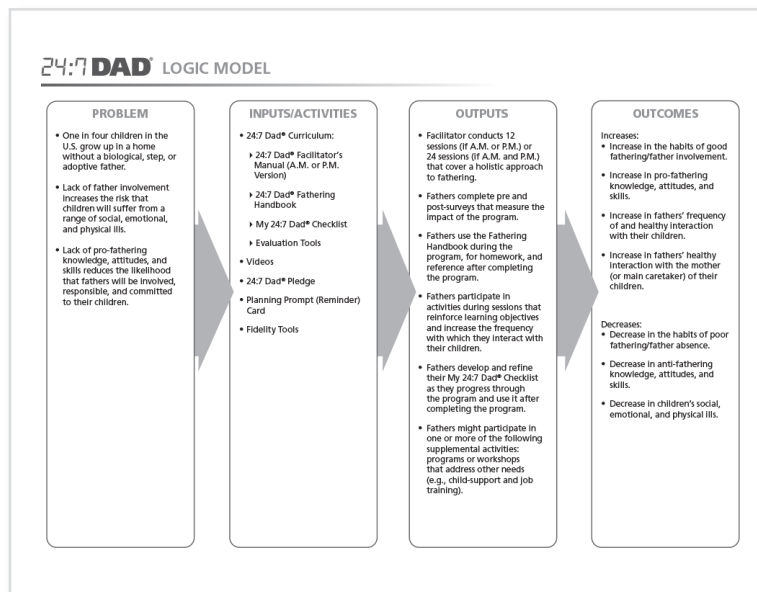 24:7 DAD® LOGIC MODEL
PROBLEM
• One in four children in the
U.S. grow up in a home
without a biological, step, or
adoptive father.
• Lack of father involvement
increases the risk that
children will suffer from a
range of social, emotional,
and physical ills.
• Lack of pro-fathering
knowledge, attitudes, and
skills reduces the likelihood
that fathers will be involved,
responsible, and committed
to their children.
INPUTS/ACTIVITIES
• 24:7 Dad® Curriculum:
▸ 24:7 Dad® Facilitator's
Manual (A.M. or P.M.
Version)
▸ 24:7 Dad® Fathering
Handbook
▸ My 24:7 Dad® Checklist
▸ Evaluation Tools
• Videos
• 24:7 Dad® Pledge
• Planning Prompt (Reminder)
Card
• Fidelity Tools
OUTPUTS
• Facilitator conducts 12
sessions (if A.M. or P.M.) or
24 sessions (if A.M. and P.M.)
that cover a holistic approach
to fathering.
• Fathers complete pre and
post-surveys that measure the
impact of the program.
• Fathers use the Fathering
Handbook during the
program, for homework, and
reference after completing
the program.
• Fathers participate in
activities during sessions that
reinforce learning objectives
and increase the frequency
with which they interact with
their children.
• Fathers develop and refine
their My 24:7 Dad® Checklist
as they progress through
the program and use it after
completing the program.
• Fathers might participate in
one or more of the following
supplemental activities:
programs or workshops
that address other needs
(e.g., child-support and job
training).
OUTCOMES
Increases:
• Increase in the habits of good
fathering/father involvement.
• Increase in pro-fathering
knowledge, attitudes, and
skills.
• Increase in fathers' frequency
of and healthy interaction
with their children.
• Increase in fathers' healthy
interaction with the mother
(or main caretaker) of their
children.
Decreases:
• Decrease in the habits of poor
fathering/father absence.
• Decrease in anti-fathering
knowledge, attitudes, and
skills.
• Decrease in children's social,
emotional, and physical ills.